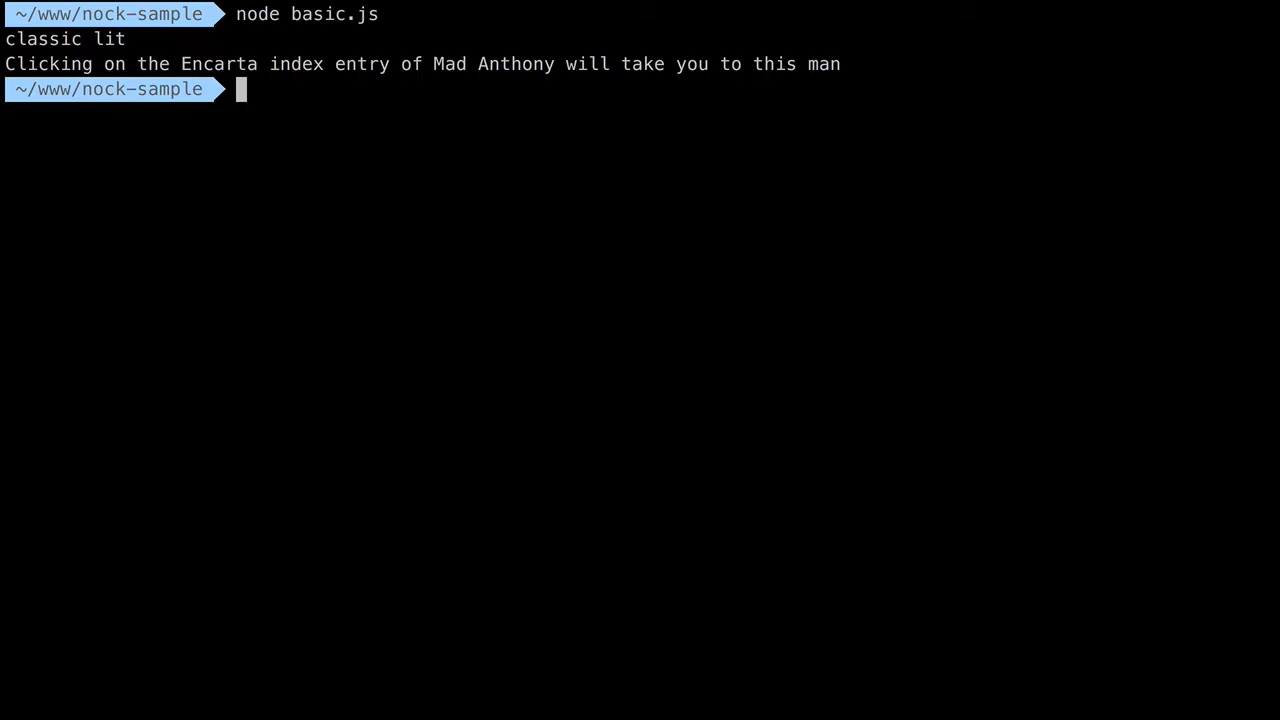 ~/www/nock-sample node basic.js
classic lit
Clicking on the Encarta index entry of Mad Anthony will take you to this man
~/www/nock-sample